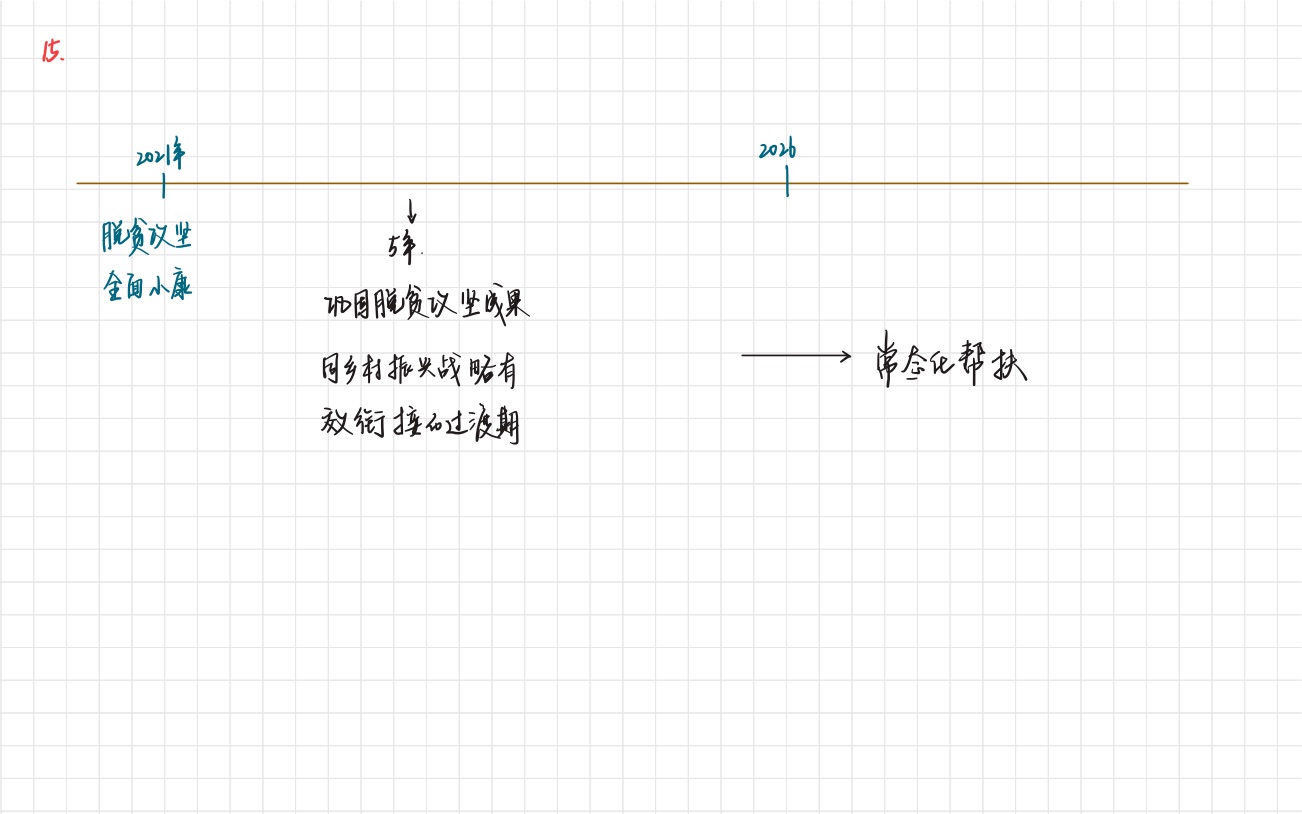 15.
2021年
2026
脱贫攻坚
全面小康
5年.
巩固脱贫攻坚成果
同乡村振兴战略有
效衔接的过渡期
常态化帮扶